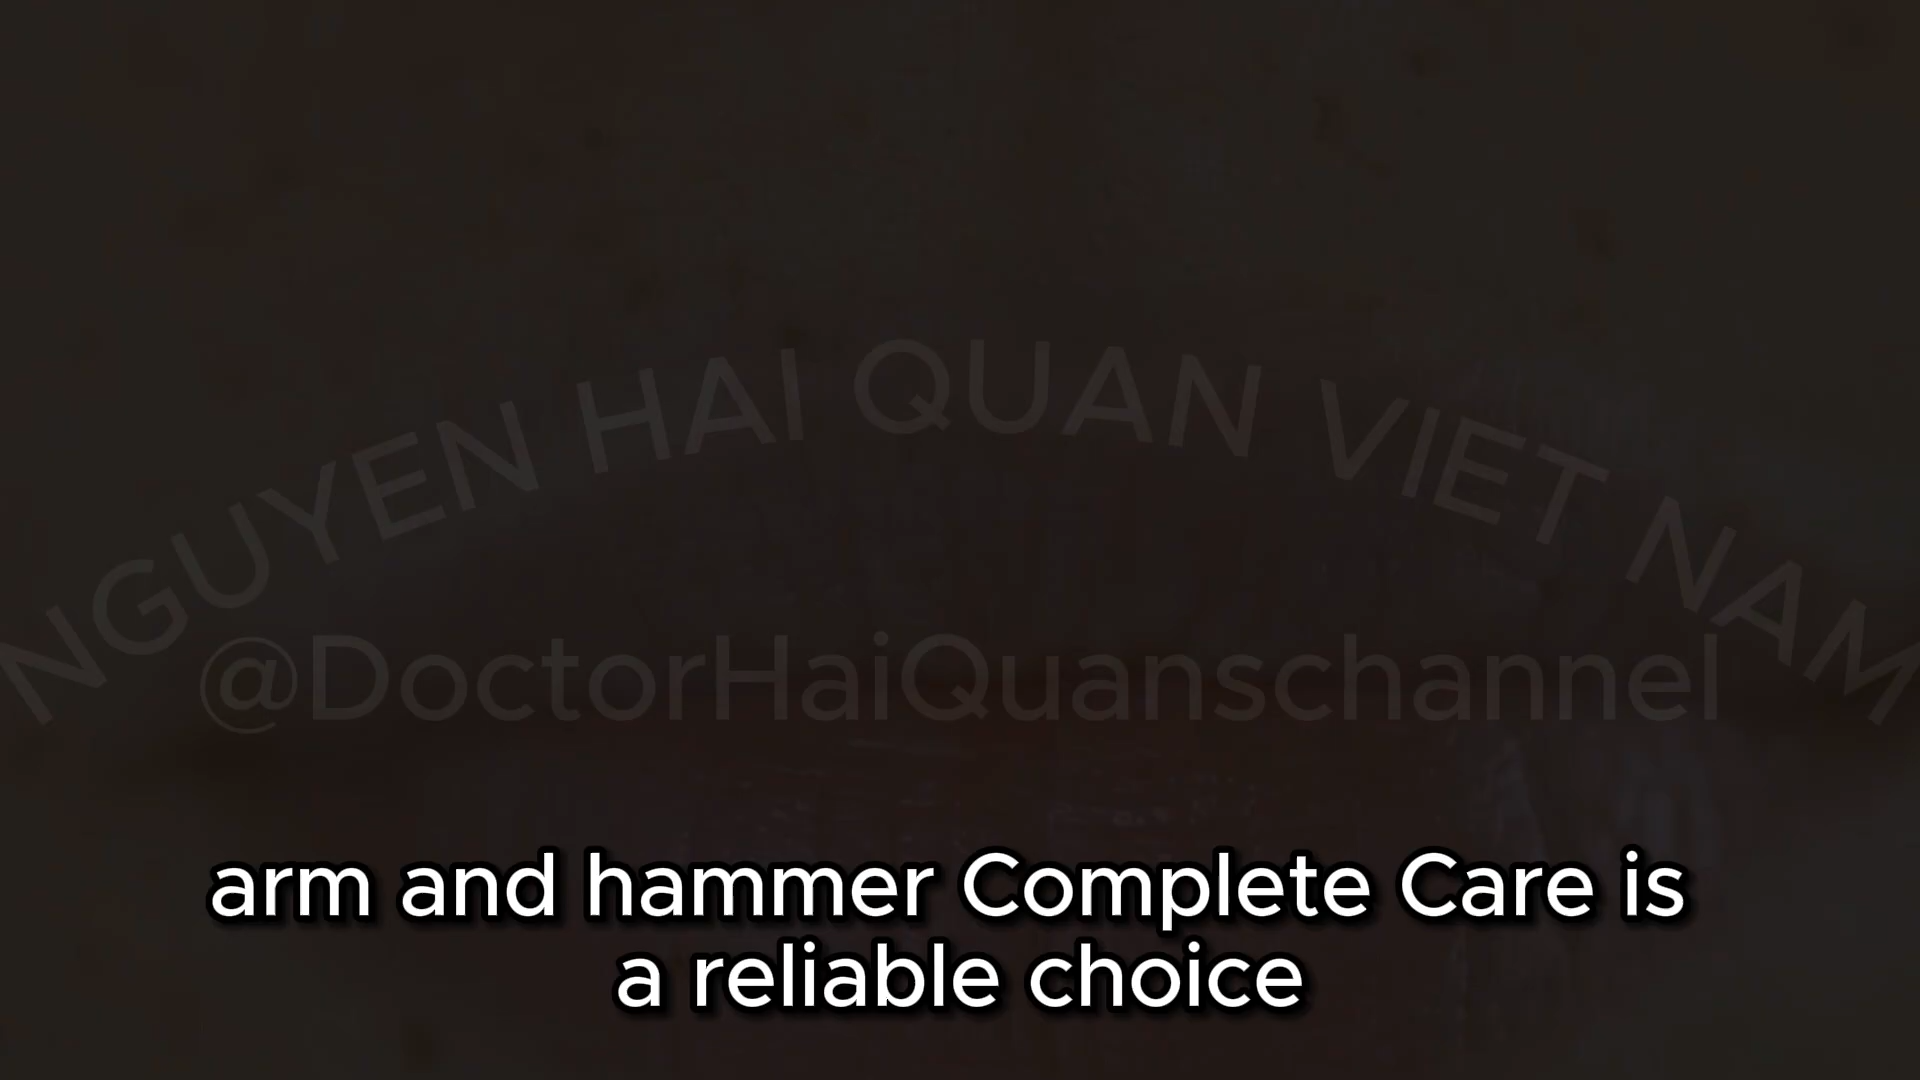 NGUYEN HAI QUAN VIET NAM
@DoctorHaiQuanschannel
arm and hammer Complete Care is
a reliable choice